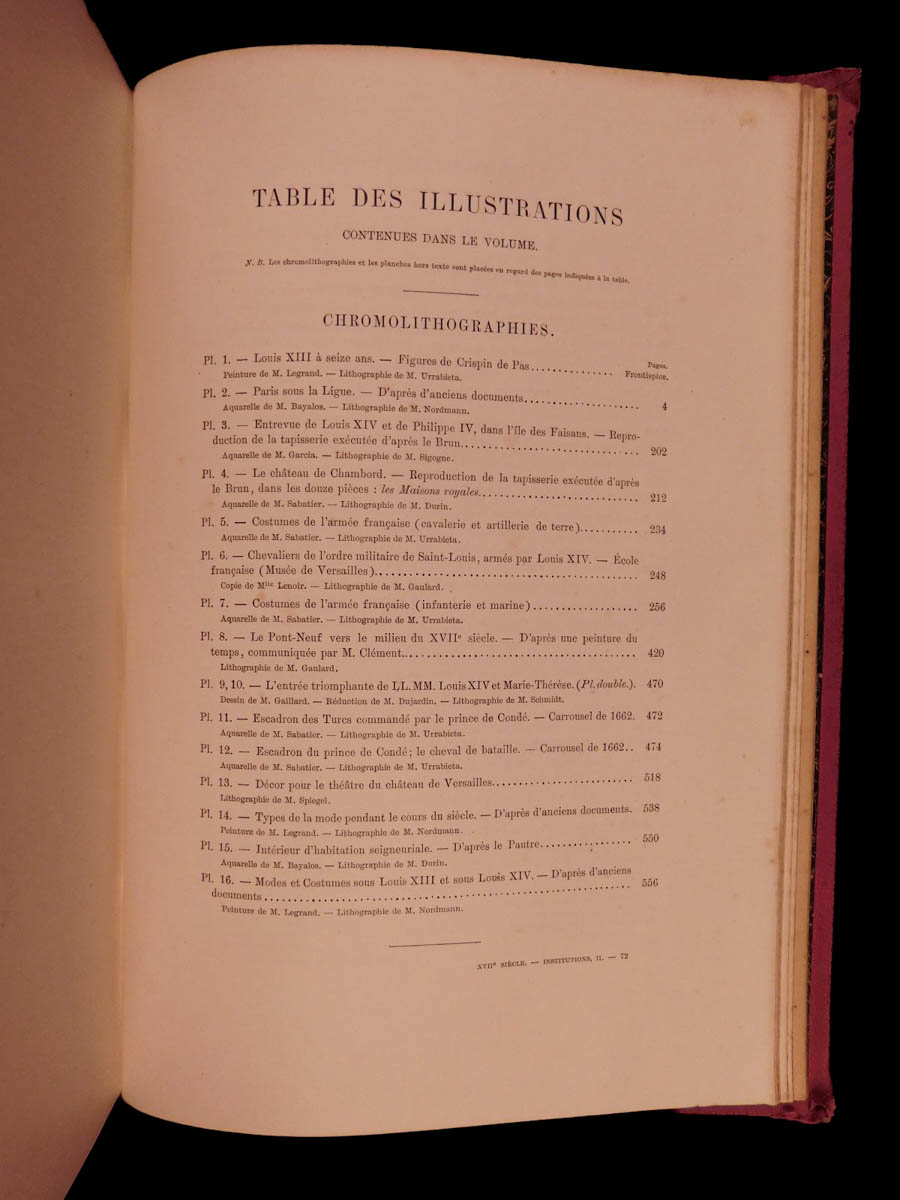 TABLE DES ILLUSTRATIONS
CONTENUES DANS LE VOLUME.
N. B. Les chromolithographies et les planches hors texte sont placées en regard des pages indiquées à la table.
CHROMOLITHOGRAPHIES.
Pages.
Pl. 1. — Louis XIII à seize ans. — Figures de Crispin de Pas.............. Frontispice.
Peinture de M. Legrand. — Lithographie de M. Urrabieta.
Pl. 2. — Paris sous la Ligue. — D'après d'anciens documents.................... 4
Aquarelle de M. Bayalos. — Lithographie de M. Nordmann.
Pl. 3. — Entrevue de Louis XIV et de Philippe IV, dans l'île des Faisans. — Repro-
duction de la tapisserie exécutée d'après le Brun.............................. 202
Aquarelle de M. Garcia. — Lithographie de M. Sigogne.
Pl. 4. — Le château de Chambord. — Reproduction de la tapisserie exécutée d'après
le Brun, dans les douze pièces : les Maisons royales.......................... 212
Aquarelle de M. Sabatier. — Lithographie de M. Durin.
Pl. 5. — Costumes de l'armée française (cavalerie et artillerie de terre)........... 234
Aquarelle de M. Sabatier. — Lithographie de M. Urrabieta.
Pl. 6. — Chevaliers de l'ordre militaire de Saint-Louis, armés par Louis XIV. — École
française (Musée de Versailles)........................................ 248
Copie de Mlle Lenoir. — Lithographie de M. Gaulard.
Pl. 7. — Costumes de l'armée française (infanterie et marine)................... 256
Aquarelle de M. Sabatier. — Lithographie de M. Urrabieta.
Pl. 8. — Le Pont-Neuf vers le milieu du XVIIe siècle. — D'après une peinture du
temps, communiquée par M. Clément........................................ 420
Lithographie de M. Gaulard.
Pl. 9, 10. — L'entrée triomphante de LL. MM. Louis XIV et Marie-Thérèse. (Pl. double.). 470
Dessin de M. Gaillard. — Réduction de M. Dujardin. — Lithographie de M. Schmidt.
Pl. 11. — Escadron des Turcs commandé par le prince de Condé. — Carrousel de 1662. 472
Aquarelle de M. Sabatier. — Lithographie de M. Urrabieta.
Pl. 12. — Escadron du prince de Condé; le cheval de bataille. — Carrousel de 1662.. 474
Aquarelle de M. Sabatier. — Lithographie de M. Urrabieta.
Pl. 13. — Décor pour le théâtre du château de Versailles......................... 518
Lithographie de M. Spiegel.
Pl. 14. — Types de la mode pendant le cours du siècle. — D'après d'anciens documents. 538
Peinture de M. Legrand. — Lithographie de M. Nordmann.
Pl. 15. — Intérieur d'habitation seigneuriale. — D'après le Pautre................. 550
Aquarelle de M. Bayalos. — Lithographie de M. Durin.
Pl. 16. — Modes et Costumes sous Louis XIII et sous Louis XIV. — D'après d'anciens
documents............................................................ 556
Peinture de M. Legrand. — Lithographie de M. Nordmann.
XVIIe SIÈCLE. — INSTITUTIONS, II. — 72